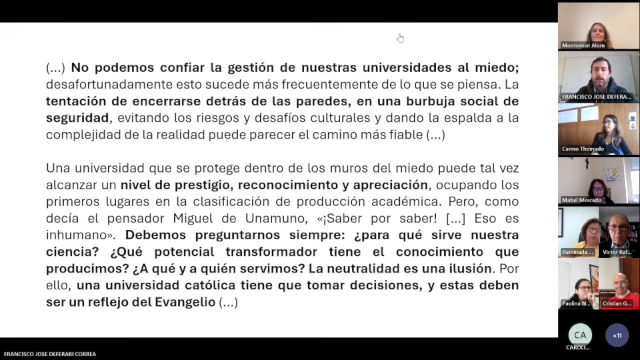 (...) No podemos confiar la gestión de nuestras universidades al miedo;
desafortunadamente esto sucede más frecuentemente de lo que se piensa. La
tentación de encerrarse detrás de las paredes, en una burbuja social de
seguridad, evitando los riesgos y desafíos culturales y dando la espalda a la
complejidad de la realidad puede parecer el camino más fiable (...)
Una universidad que se protege dentro de los muros del miedo puede tal vez
alcanzar un nivel de prestigio, reconocimiento y apreciación, ocupando los
primeros lugares en la clasificación de producción académica. Pero, como
decía el pensador Miguel de Unamuno, «¡Saber por saber! [...] Eso es
inhumano». Debemos preguntarnos siempre: ¿para qué sirve nuestra
ciencia? ¿Qué potencial transformador tiene el conocimiento que
producimos? ¿A qué y a quién servimos? La neutralidad es una ilusión. Por
ello, una universidad católica tiene que tomar decisiones, y estas deben
ser un reflejo del Evangelio (...)
Montserrat Alom
FRANCISCO JOSE DEFERARI...
Carmo Themudo
Mabel Mercado
Iluminada
Víctor
Paulina
Cristian G...
CA
+11
FRANCISCO JOSE DEFERARI CORREA